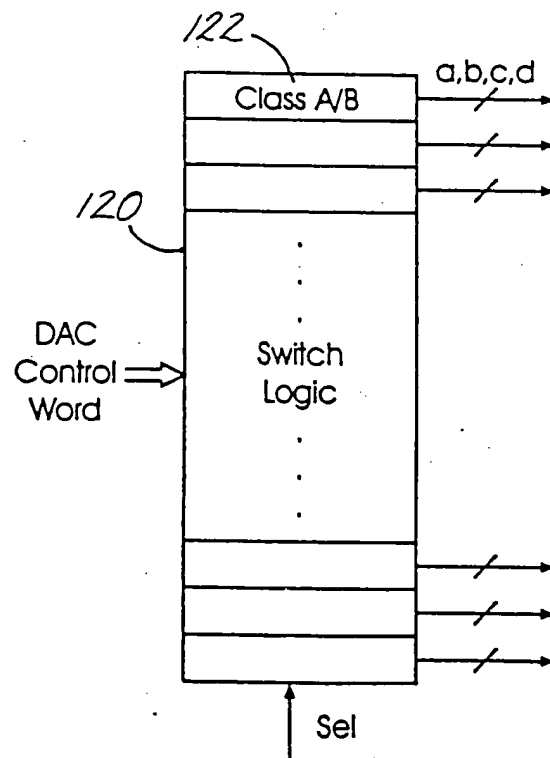 122
a,b,c,d
Class A/B
120
DAC
Control
Word
Switch
Logic
Sel